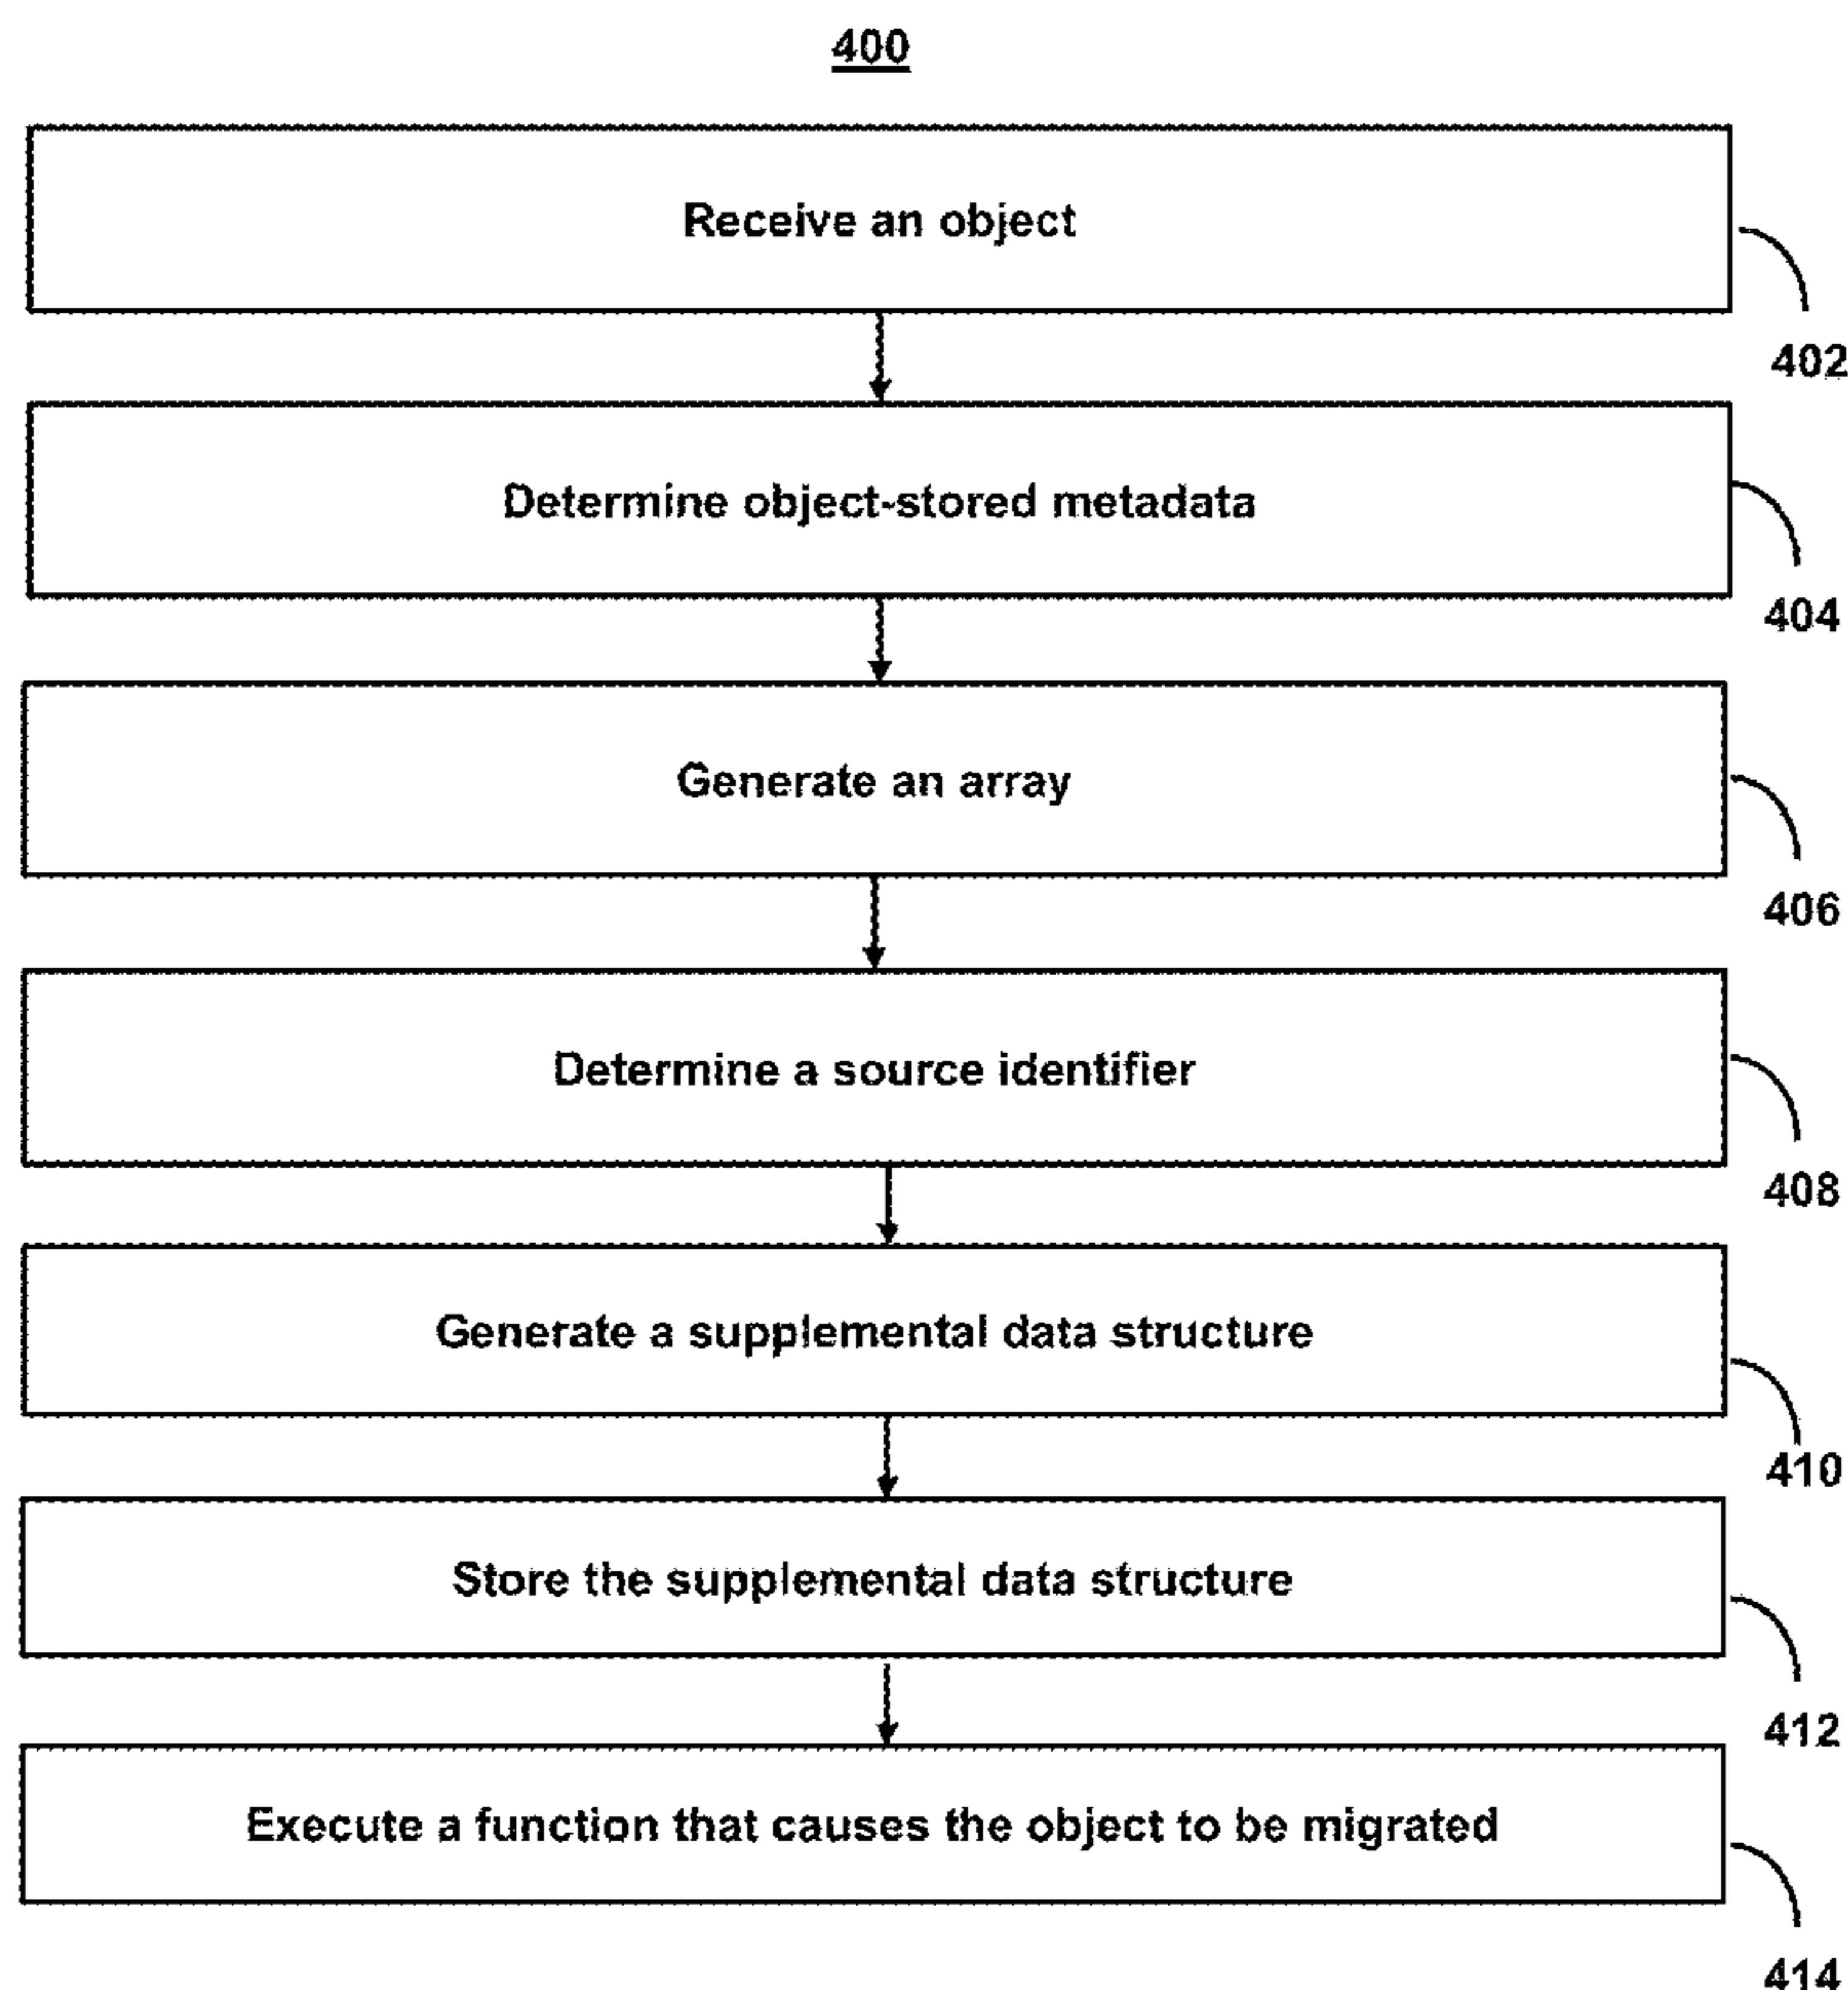 400
Receive an object
402
Determine object-stored metadata
404
Generate an array
406
Determine a source identifier
408
Generate a supplemental data structure
410
Store the supplemental data structure
412
Execute a function that causes the object to be migrated
414